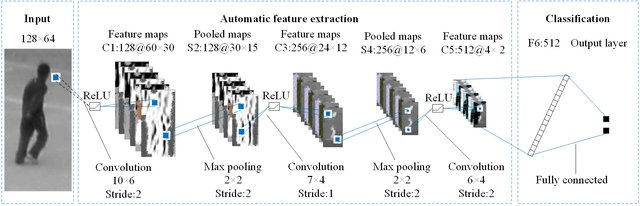 Input
128×64
Automatic feature extraction
Feature maps
C1:128@60×30
Pooled maps
S2:128@30×15
Feature maps
C3:256@24×12
Pooled maps
S4:256@12×6
Feature maps
C5:512@4× 2
Classification
F6:512 Output layer
ReLU
ReLU
ReLU
Convolution
10×6
Stride:2
Max pooling
2×2
Stride:2
Convolution
7×4
Stride:1
Max pooling
2×2
Stride:2
Convolution
6×4
Stride:2
Fully connected